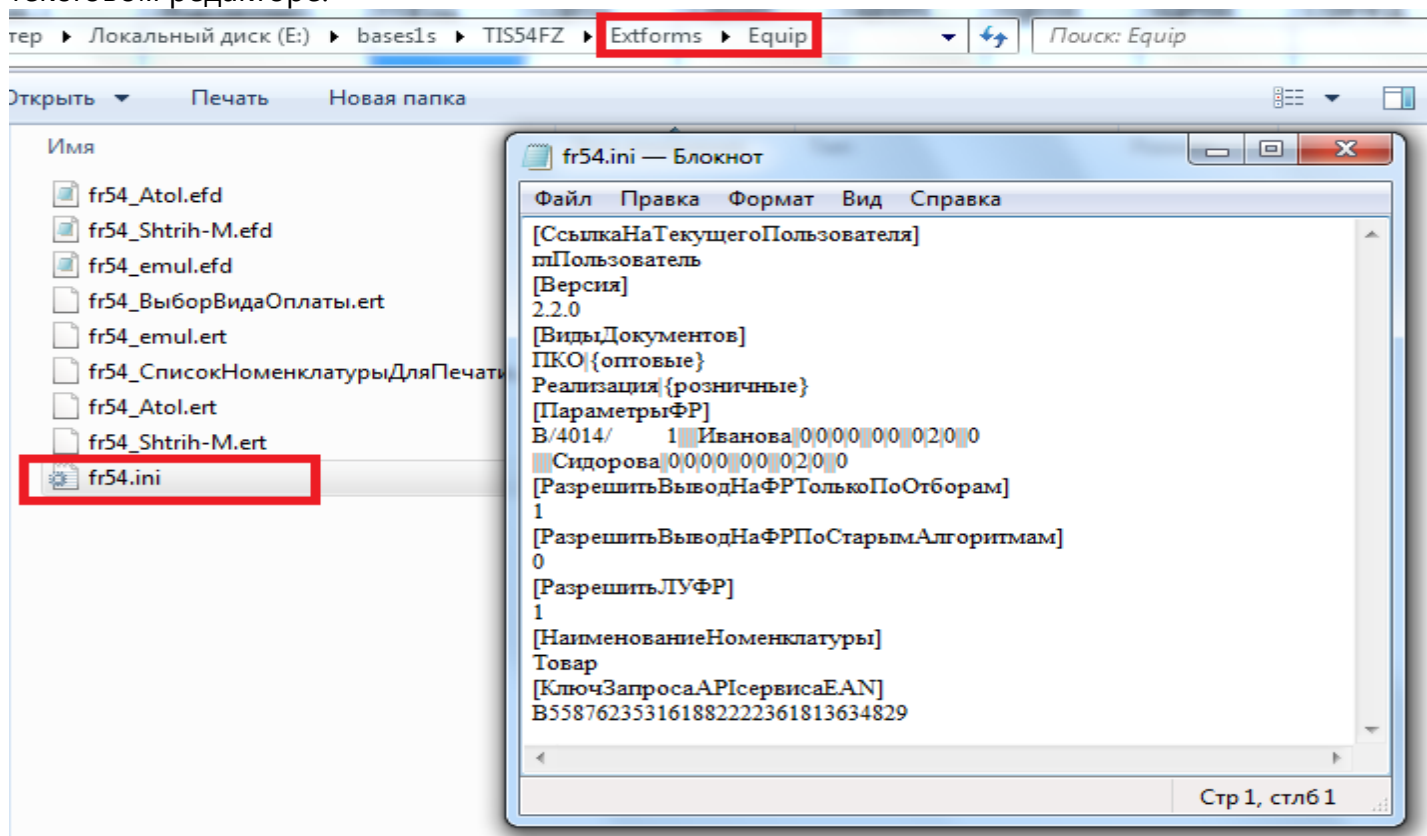 текстовом редакторе.
тер ▸ Локальный диск (E:) ▸ bases1s ▸ TIS54FZ ▸ Extforms ▸ Equip
Поиск: Equip
Открыть Печать Новая папка
Имя
fr54_Atol.efd
fr54_Shtrih-M.efd
fr54_emul.efd
fr54_ВыборВидаОплаты.ert
fr54_emul.ert
fr54_СписокНоменклатурыДляПечати
fr54_Atol.ert
fr54_Shtrih-M.ert
fr54.ini
fr54.ini — Блокнот
Файл Правка Формат Вид Справка
[СсылкаНаТекущегоПользователя]
глПользователь
[Версия]
2.2.0
[ВидыДокументов]
ПКО|{оптовые}
Реализация|{розничные}
[ПараметрыФР]
В/4014/ 1 Иванова 0|0|0|0 0|0 0|2|0 0
Сидорова 0|0|0|0 0|0 0|2|0 0
[РазрешитьВыводНаФРТолькоПоОтборам]
1
[РазрешитьВыводНаФРПоСтарымАлгоритмам]
0
[РазрешитьЛУФР]
1
[НаименованиеНоменклатуры]
Товар
[КлючЗапросаAPIсервисаEAN]
B558762353161882222361813634829
Стр 1, стлб 1